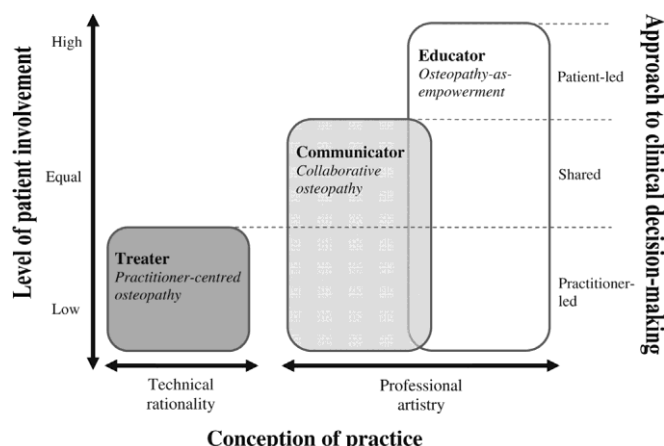 High
Educator
Osteopathy-as-
empowerment
Patient-led
Communicator
Collaborative
osteopathy
Equal
Shared
Treater
Practitioner-centred
osteopathy
Practitioner-
led
Low
Level of patient involvement
Approach to clinical decision-making
Technical
rationality
Professional
artistry
Conception of practice